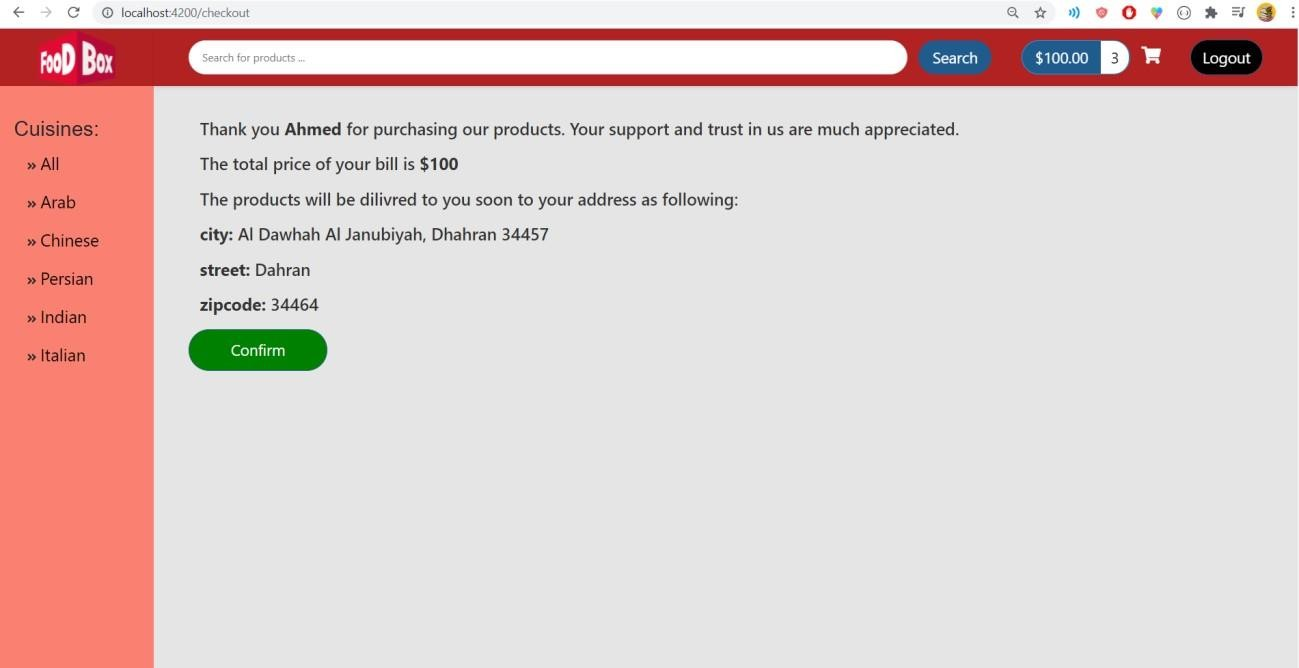 localhost:4200/checkout
FooD Box
Search for products ...
Search
$100.00 3
Logout
Cuisines:
» All
» Arab
» Chinese
» Persian
» Indian
» Italian
Thank you Ahmed for purchasing our products. Your support and trust in us are much appreciated.
The total price of your bill is $100
The products will be dilivred to you soon to your address as following:
city: Al Dawhah Al Janubiyah, Dhahran 34457
street: Dahran
zipcode: 34464
Confirm